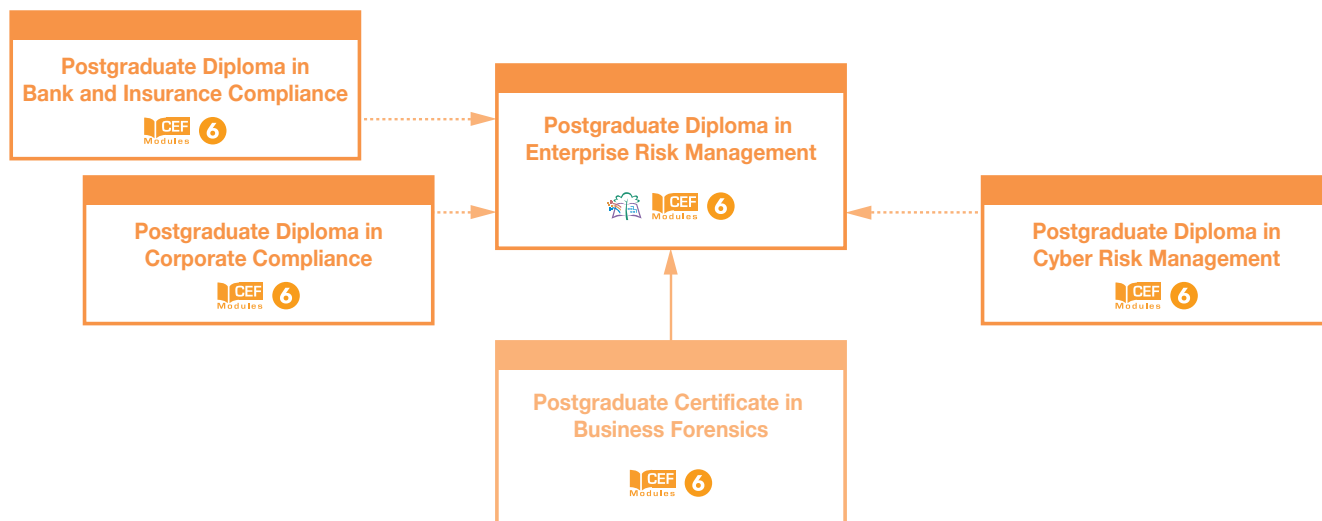 Postgraduate Diploma in
Bank and Insurance Compliance
CEF
Modules
6
Postgraduate Diploma in
Enterprise Risk Management
CEF
Modules
6
Postgraduate Diploma in
Corporate Compliance
CEF
Modules
6
Postgraduate Diploma in
Cyber Risk Management
CEF
Modules
6
Postgraduate Certificate in
Business Forensics
CEF
Modules
6